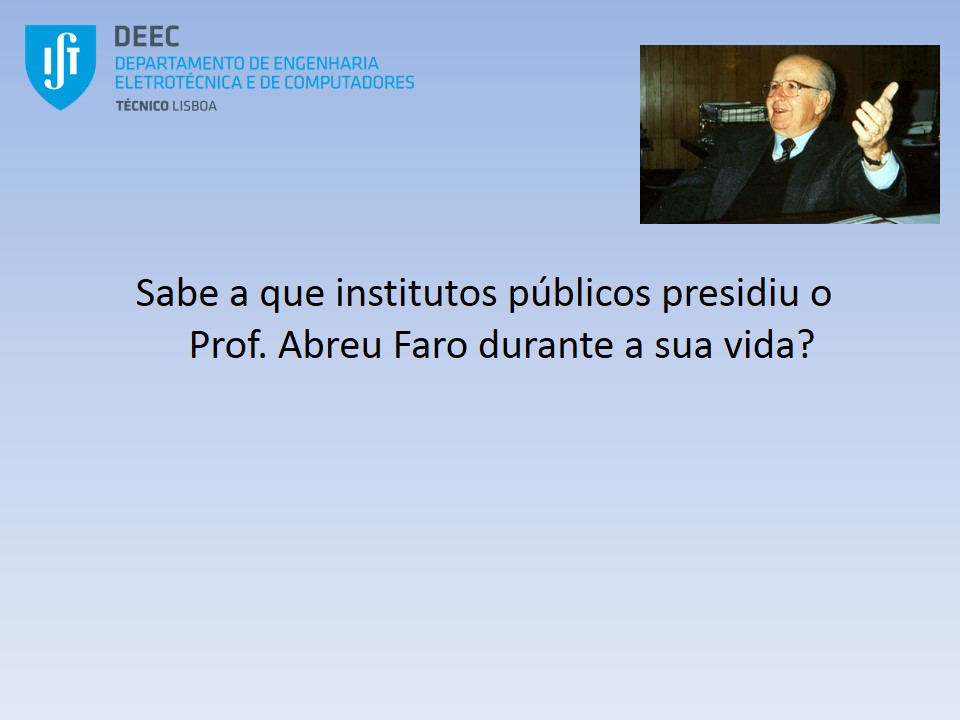 IST
DEEC
DEPARTAMENTO DE ENGENHARIA
ELETROTÉCNICA E DE COMPUTADORES
TÉCNICO LISBOA
Sabe a que institutos públicos presidiu o
Prof. Abreu Faro durante a sua vida?